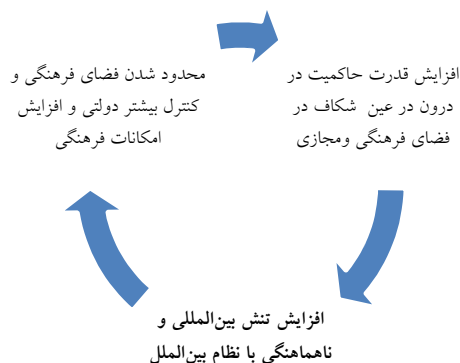 افزایش قدرت حاکمیت در
درون در عین شکاف در
فضای فرهنگی ومجازی
محدود شدن فضای فرهنگی و
کنترل بیشتر دولتی و افزایش
امکانات فرهنگی
افزایش تنش بین‌المللی و
ناهماهنگی با نظام بین‌الملل